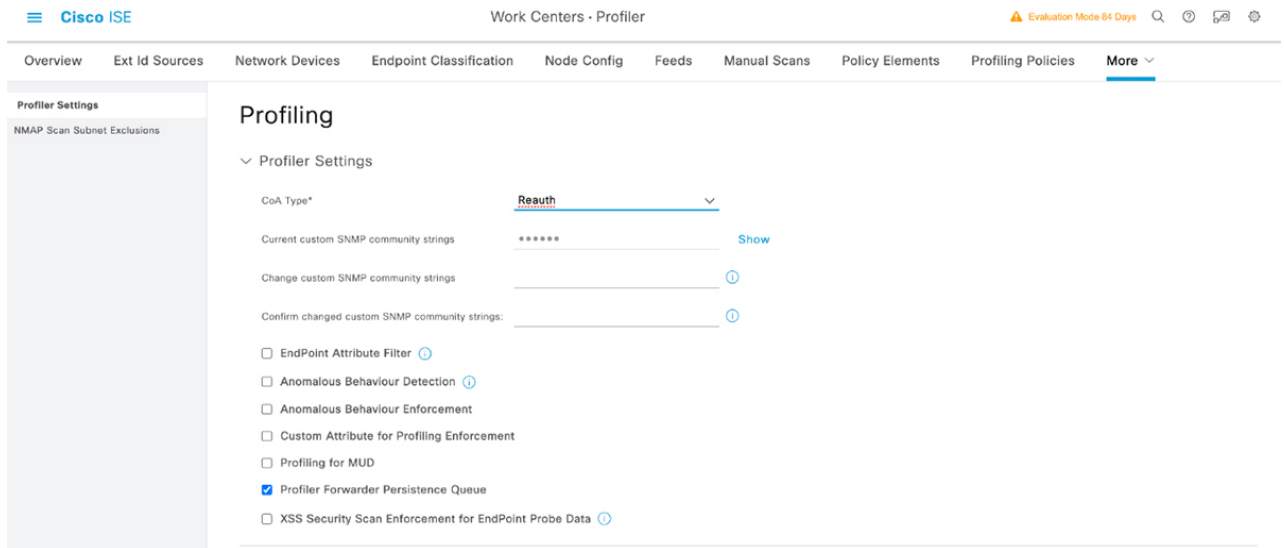 Cisco ISE
Work Centers · Profiler
Evaluation Mode 84 Days
Overview Ext Id Sources Network Devices Endpoint Classification Node Config Feeds Manual Scans Policy Elements Profiling Policies More
Profiler Settings
NMAP Scan Subnet Exclusions
Profiling
Profiler Settings
CoA Type* Reauth
Current custom SNMP community strings •••••• Show
Change custom SNMP community strings
Confirm changed custom SNMP community strings:
EndPoint Attribute Filter
Anomalous Behaviour Detection
Anomalous Behaviour Enforcement
Custom Attribute for Profiling Enforcement
Profiling for MUD
Profiler Forwarder Persistence Queue
XSS Security Scan Enforcement for EndPoint Probe Data